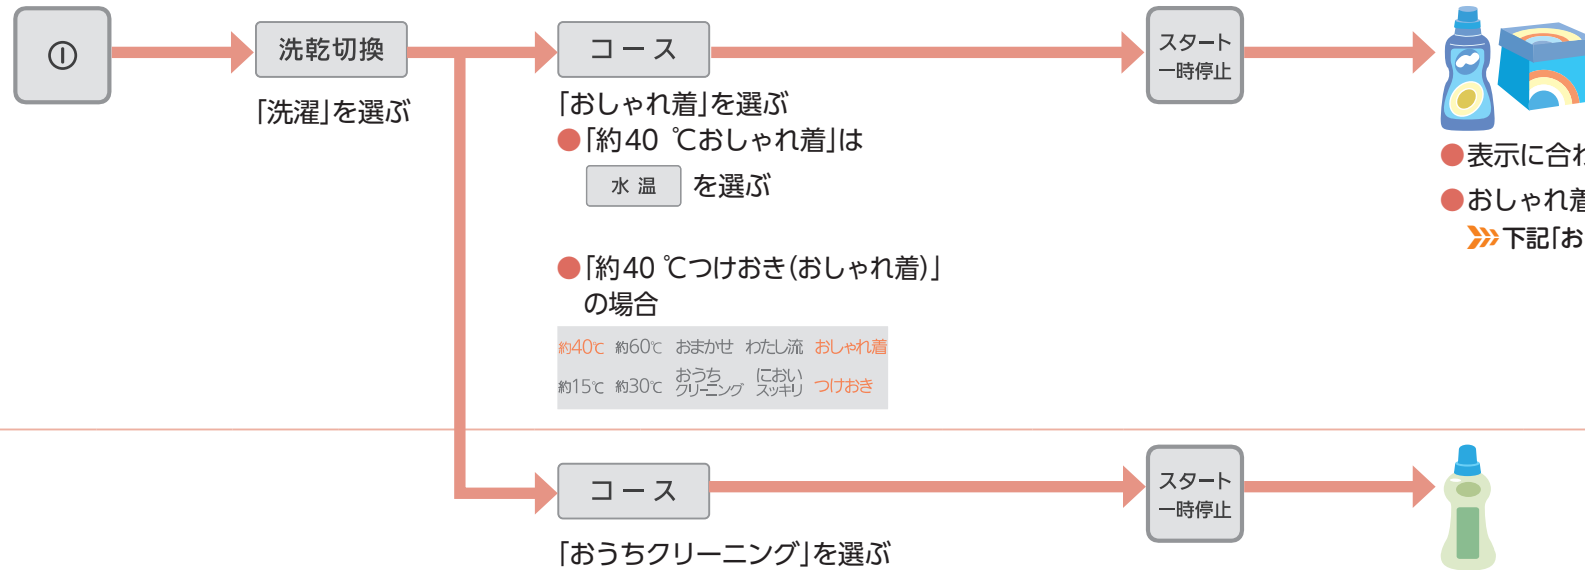 洗乾切換
「洗濯」を選ぶ
コース
「おしゃれ着」を選ぶ
●「約40 ℃おしゃれ着」は
水温 を選ぶ
●「約40 ℃つけおき(おしゃれ着)」
の場合
約40℃ 約60℃ おまかせ わたし流 おしゃれ着
約15℃ 約30℃ おうちクリーニング においスッキリ つけおき
スタート
一時停止
●表示に合わ
●おしゃれ着
下記「お
コース
「おうちクリーニング」を選ぶ
スタート
一時停止